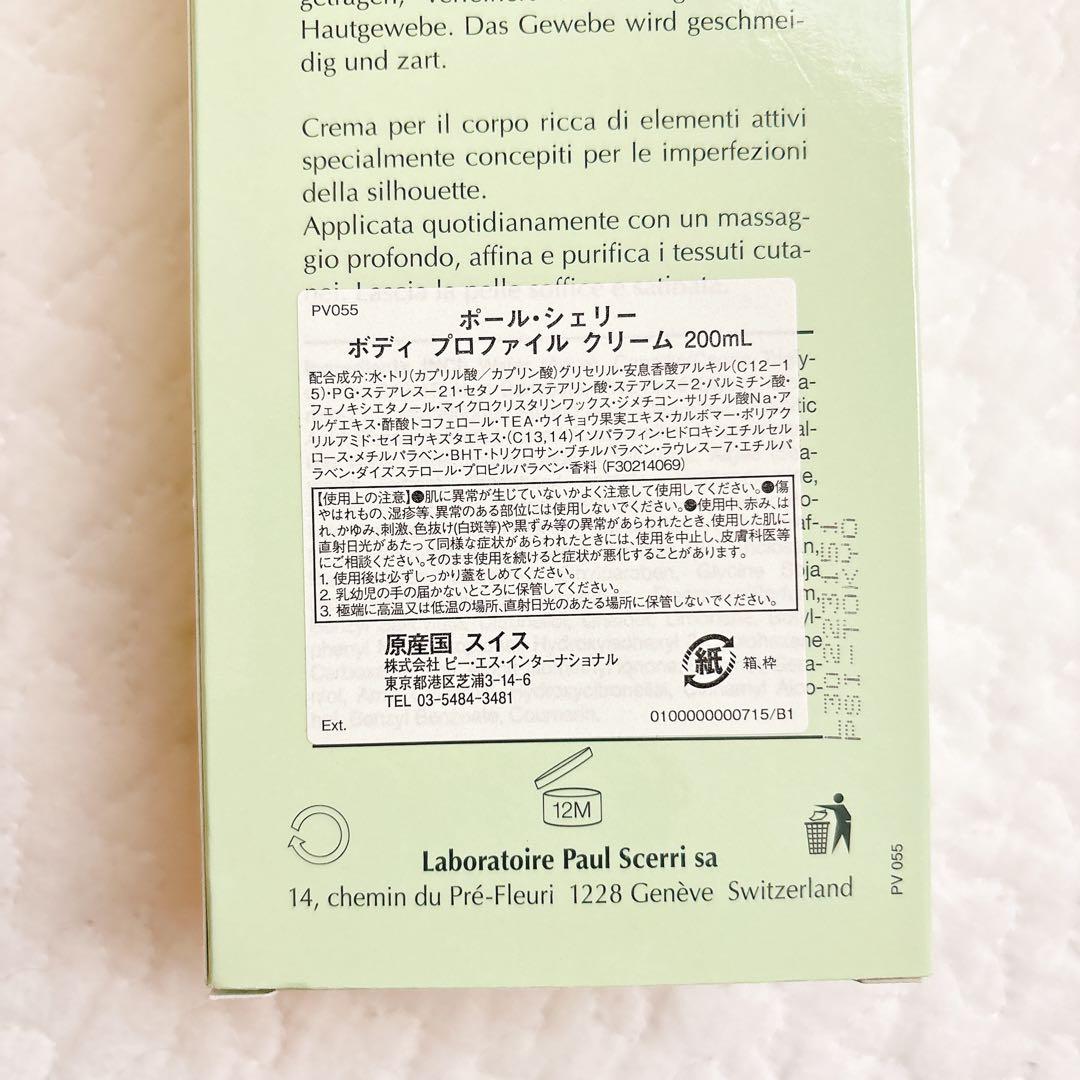 Hautgewebe. Das Gewebe wird geschmei-
dig und zart.
Crema per il corpo ricca di elementi attivi
specialmente concepiti per le imperfezioni
della silhouette.
Applicata quotidianamente con un massag-
gio profondo, affina e purifica i tessuti cuta-
nei. Lascia la pelle soffice e satinata.
PV055
ポール・シェリー
ボディ プロファイル クリーム 200mL
配合成分:水・トリ(カプリル酸/カプリン酸)グリセリル・安息香酸アルキル(C12-1
5)・PG・ステアレス-21・セタノール・ステアリン酸・ステアレス-2・パルミチン酸・
フェノキシエタノール・マイクロクリスタリンワックス・ジメチコン・サリチル酸Na・ア
ルゲエキス・酢酸トコフェロール・TEA・ウイキョウ果実エキス・カルボマー・ポリアク
リルアミド・セイヨウキズタエキス・(C13,14)イソパラフィン・ヒドロキシエチルセル
ロース・メチルパラベン・BHT・トリクロサン・ブチルパラベン・ラウレス-7・エチルパ
ラベン・ダイズステロール・プロピルパラベン・香料 (F30214069)
【使用上の注意】●肌に異常が生じていないかよく注意して使用してください。●傷
やはれもの、湿疹等、異常のある部位には使用しないでください。●使用中、赤み、は
れ、かゆみ、刺激、色抜け(白斑等)や黒ずみ等の異常があらわれたとき、使用した肌に
直射日光があたって同様な症状があらわれたときには、使用を中止し、皮膚科医等
にご相談ください。そのまま使用を続けると症状が悪化することがあります。
1. 使用後は必ずしっかり蓋をしめてください。
2. 乳幼児の手の届かないところに保管してください。
3. 極端に高温又は低温の場所、直射日光のあたる場所に保管しないでください。
原産国 スイス
株式会社 ピー・エス・インターナショナル
東京都港区芝浦3-14-6
TEL 03-5484-3481
紙 箱、枠
Ext.
0100000000715/B1
12M
Laboratoire Paul Scerri sa
14, chemin du Pré-Fleuri 1228 Genève Switzerland
PV 055